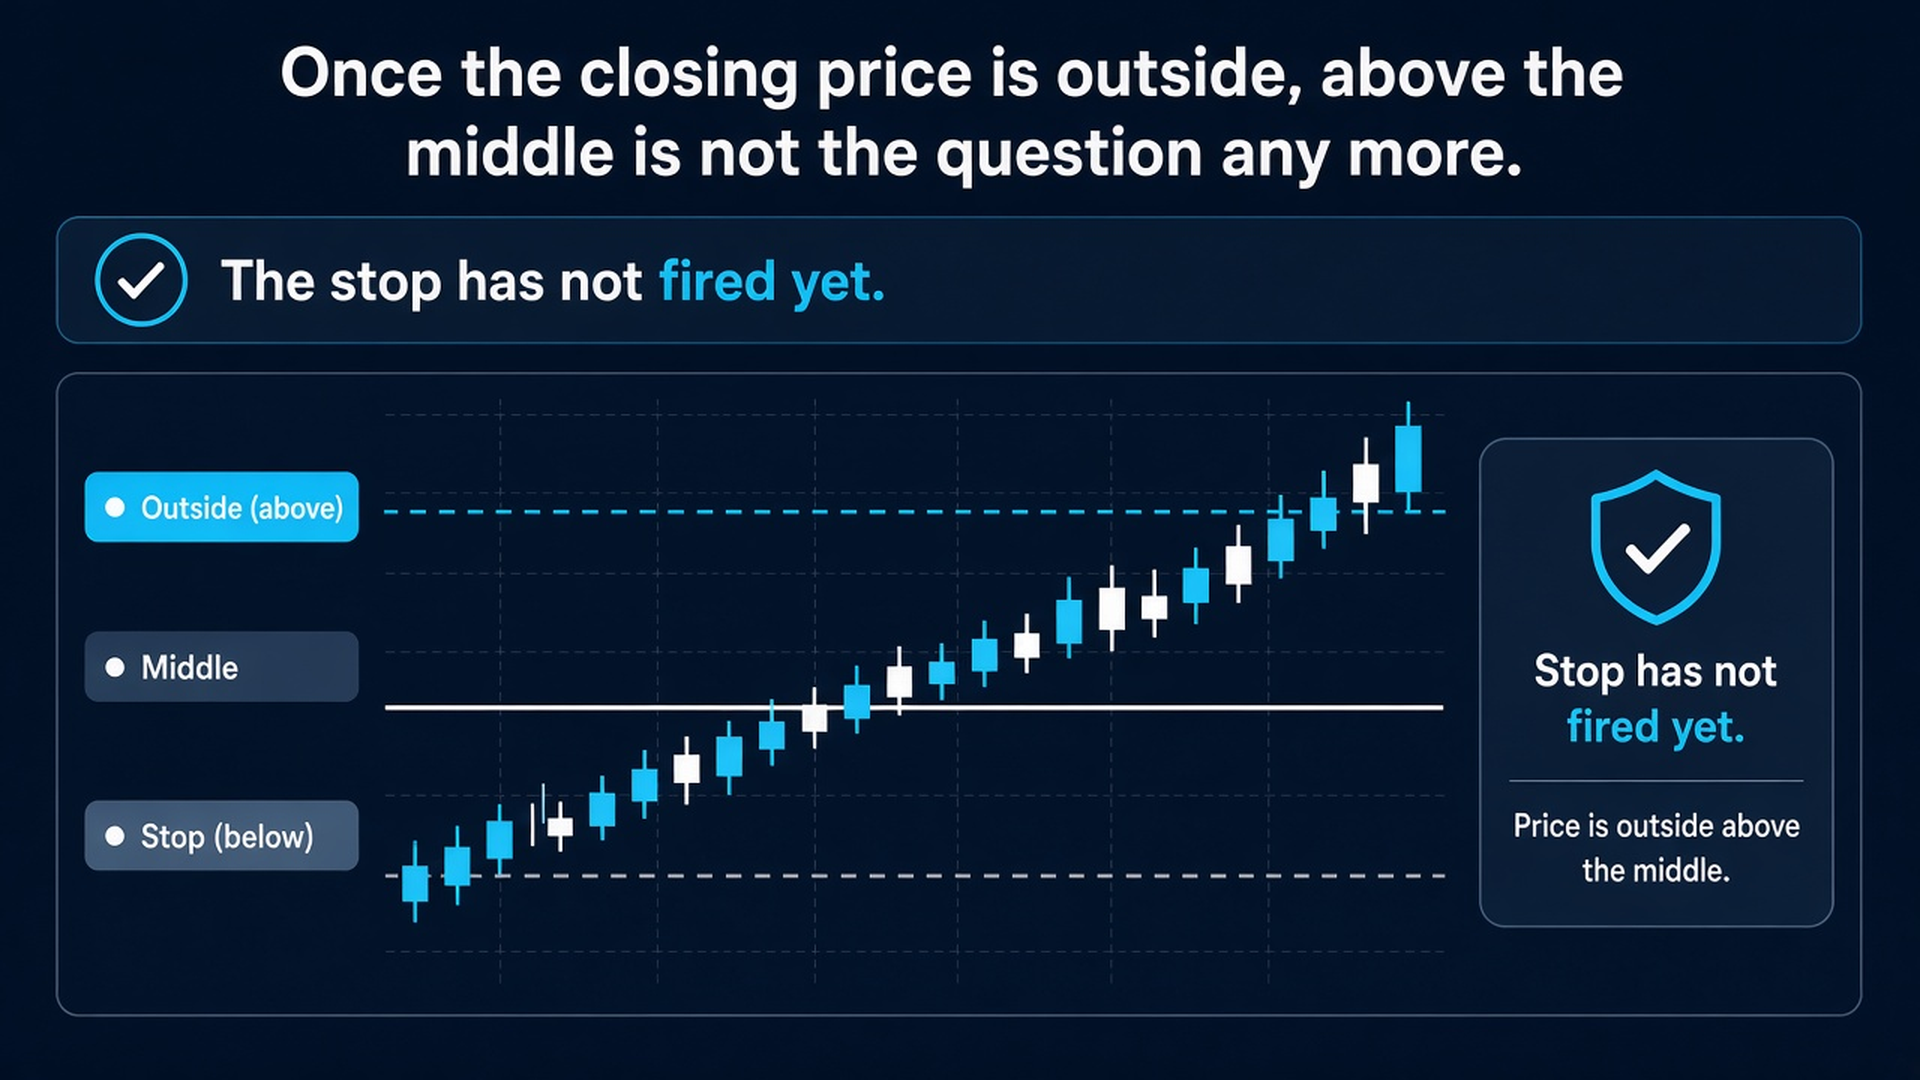 Once the closing price is outside, above the
middle is not the question any more.
The stop has not fired yet.
Outside (above)
Middle
Stop (below)
Stop has not
fired yet.
Price is outside above
the middle.